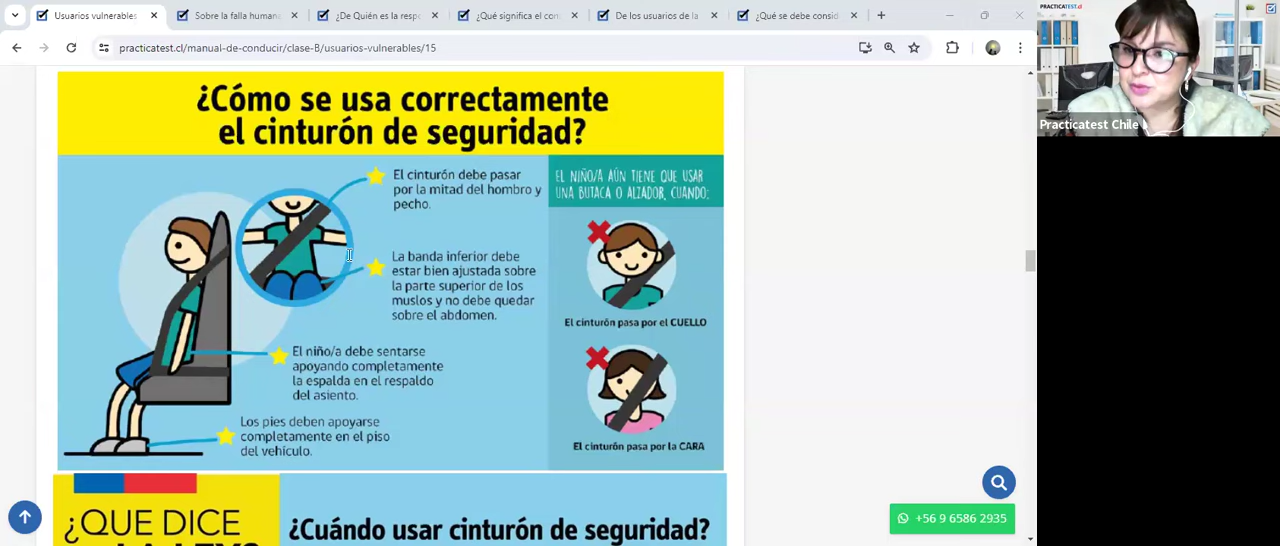 Usuarios vulnerables
Sobre la falla humana
¿De Quién es la resp
¿Qué significa el con
De los usuarios de la
¿Qué se debe consid
practicatest.cl/manual-de-conducir/clase-B/usuarios-vulnerables/15
PRACTICATEST.cl
Practicatest Chile
¿Cómo se usa correctamente
el cinturón de seguridad?
El cinturón debe pasar
por la mitad del hombro y
pecho.
La banda inferior debe
estar bien ajustada sobre
la parte superior de los
muslos y no debe quedar
sobre el abdomen.
El niño/a debe sentarse
apoyando completamente
la espalda en el respaldo
del asiento.
Los pies deben apoyarse
completamente en el piso
del vehículo.
EL NIÑO/A AÚN TIENE QUE USAR
UNA BUTACA O ALZADOR, CUANDO:
El cinturón pasa por el CUELLO
El cinturón pasa por la CARA
¿QUE DICE
¿Cuándo usar cinturón de seguridad?
+56 9 6586 2935